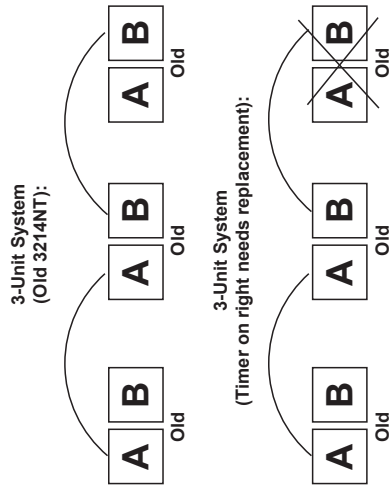 3-Unit System
(Old 3214NT):
A B A B A B
Old Old Old
3-Unit System
(Timer on right needs replacement):
A B A B A B
Old Old Old